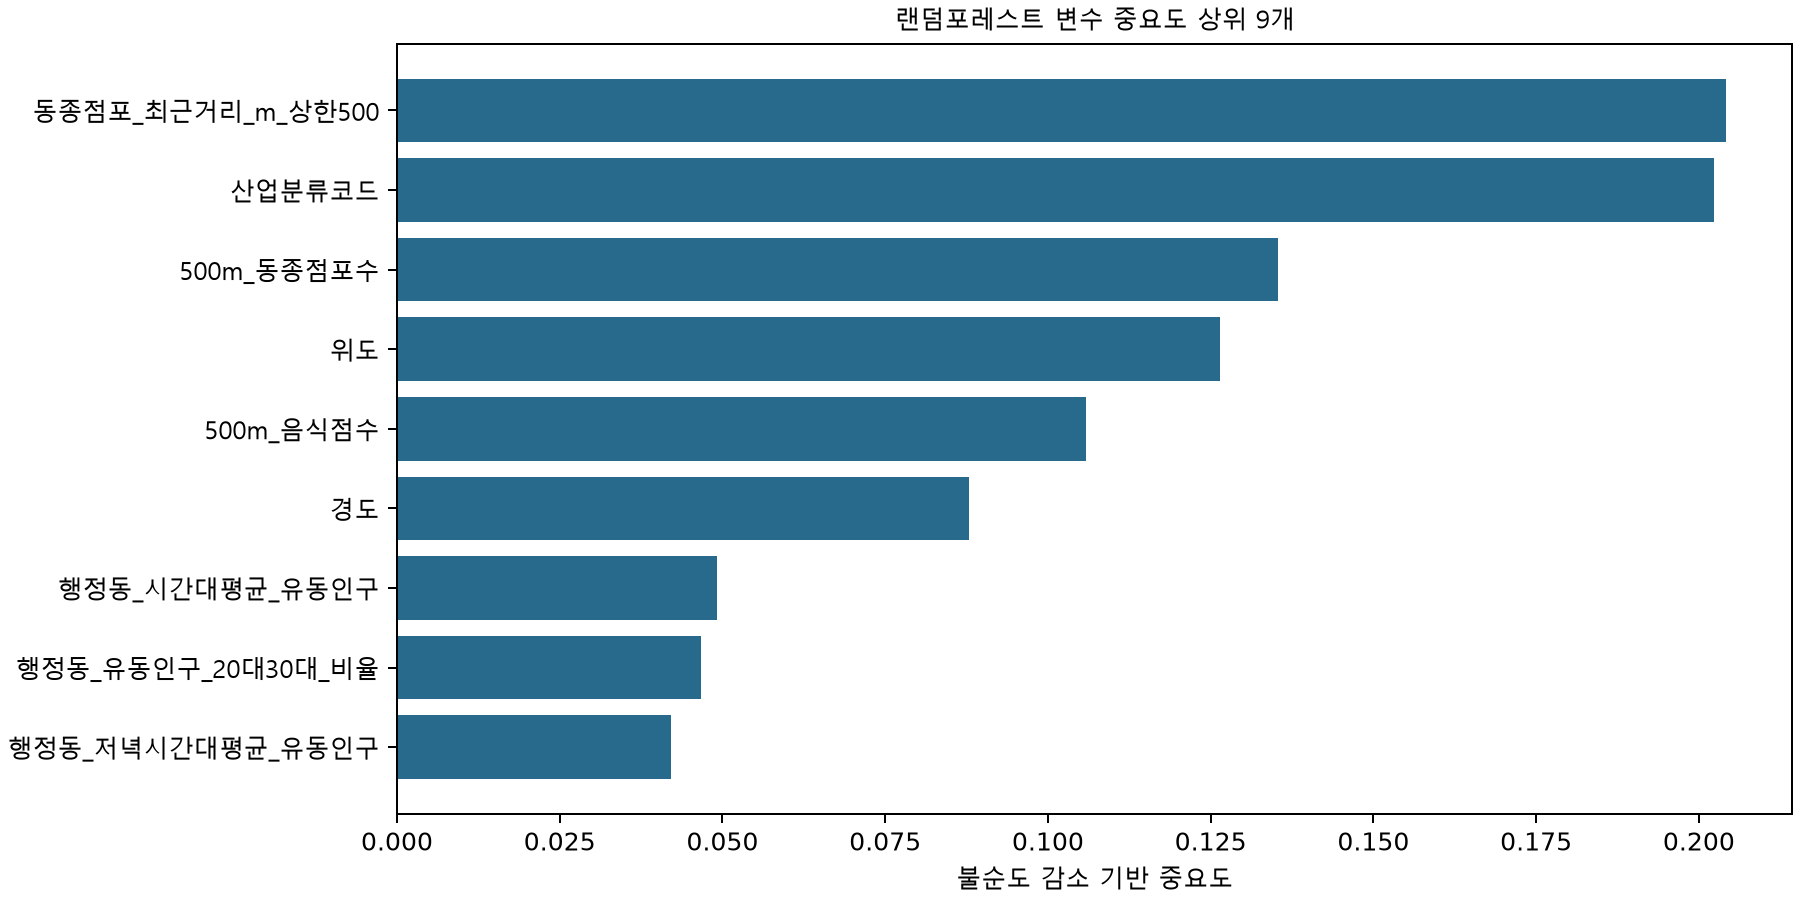 랜덤포레스트 변수 중요도 상위 9개
동종점포_최근거리_m_상한500
산업분류코드
500m_동종점포수
위도
500m_음식점수
경도
행정동_시간대평균_유동인구
행정동_유동인구_20대30대_비율
행정동_저녁시간대평균_유동인구
0.000 0.025 0.050 0.075 0.100 0.125 0.150 0.175 0.200
불순도 감소 기반 중요도